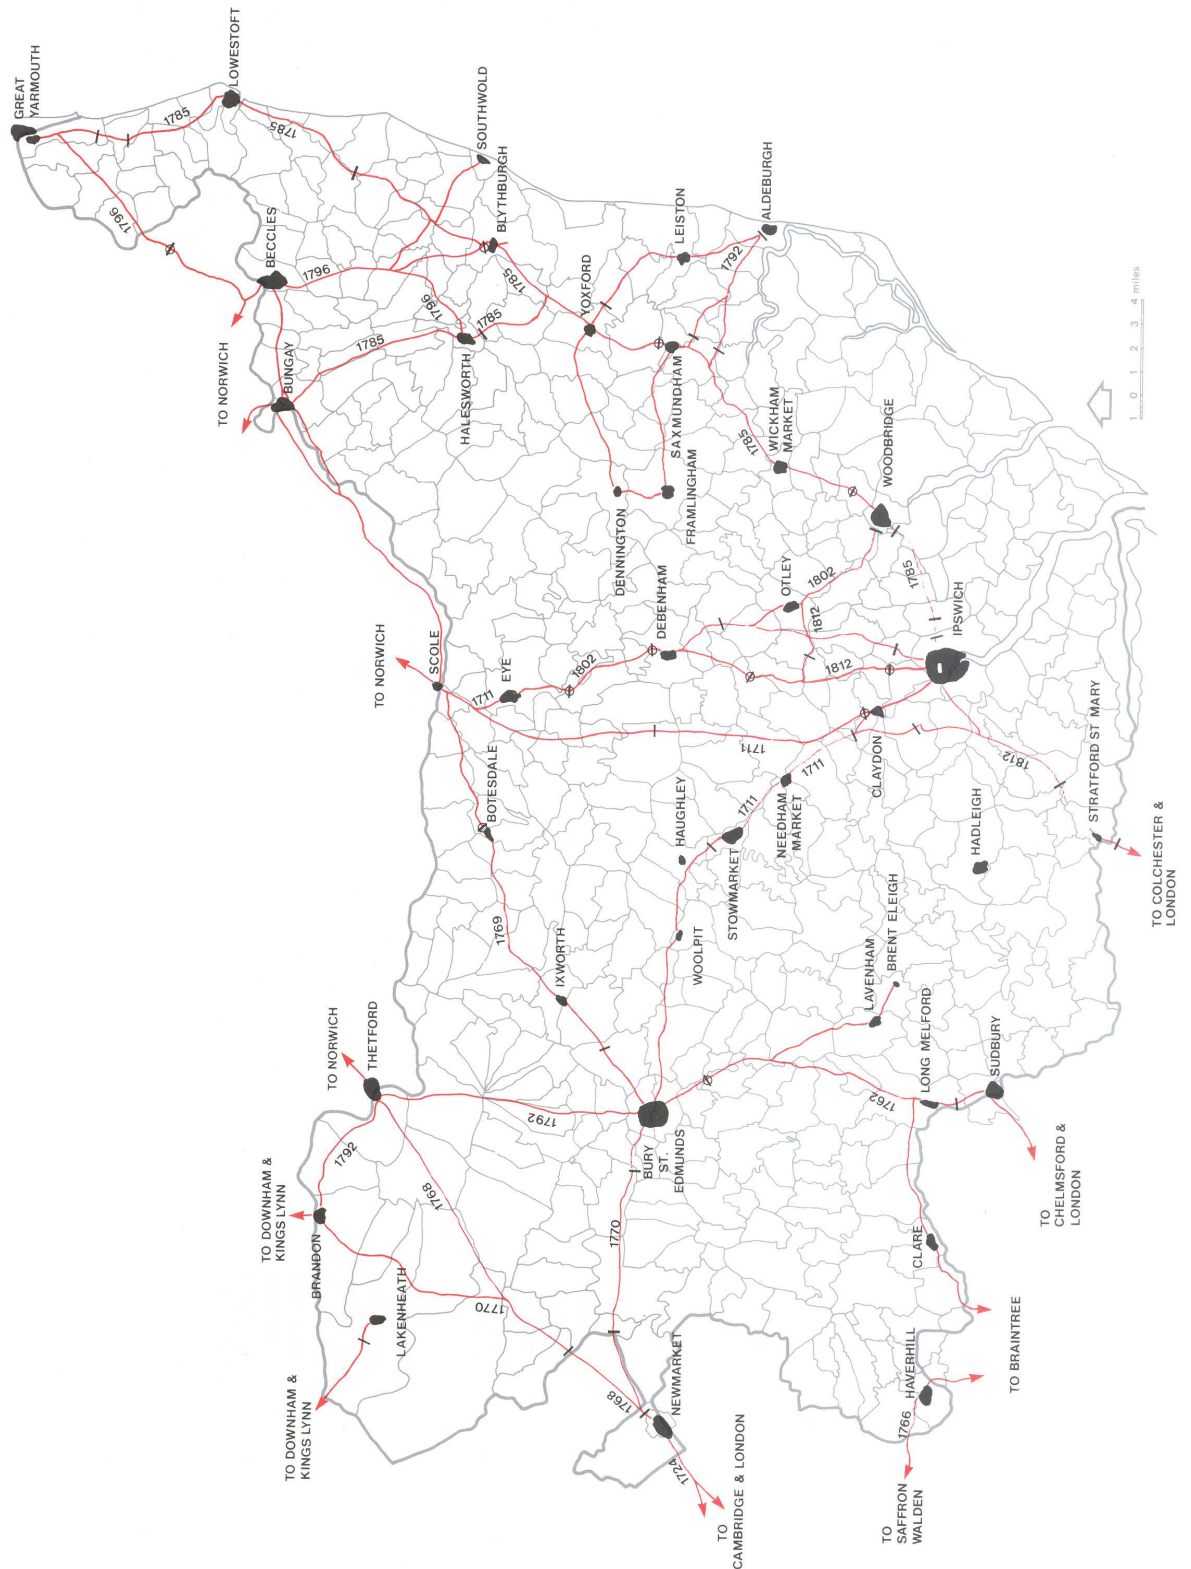 GREAT
YARMOUTH
LOWESTOFT
1785
1785
1796
SOUTHWOLD
BLYTHBURGH
BECCLES
1796
1796
1785
1785
TO NORWICH
BUNGAY
1785
HALESWORTH
YOXFORD
LEISTON
ALDEBURGH
1792
SAXMUNDHAM
1785
WICKHAM
MARKET
WOODBRIDGE
DENNINGTON
FRAMLINGHAM
1 0 1 2 3 4 miles
TO NORWICH
SCOLE
1711
EYE
1802
DEBENHAM
OTLEY
1802
1812
1785
1812
IPSWICH
BOTESDALE
1711
1711
CLAYDON
1812
STRATFORD ST MARY
TO COLCHESTER &
LONDON
HAUGHLEY
1711
NEEDHAM
MARKET
STOWMARKET
HADLEIGH
1769
IXWORTH
WOOLPIT
LAVENHAM
BRENT ELEIGH
TO NORWICH
THETFORD
1792
1792
BURY
ST.
EDMUNDS
1762
LONG MELFORD
SUDBURY
TO
CHELMSFORD &
LONDON
TO DOWNHAM &
KINGS LYNN
BRANDON
1768
1770
LAKENHEATH
1770
CLARE
TO BRAINTREE
TO DOWNHAM &
KINGS LYNN
1768
NEWMARKET
1724
TO
CAMBRIDGE & LONDON
HAVERHILL
1766
TO
SAFFRON
WALDEN